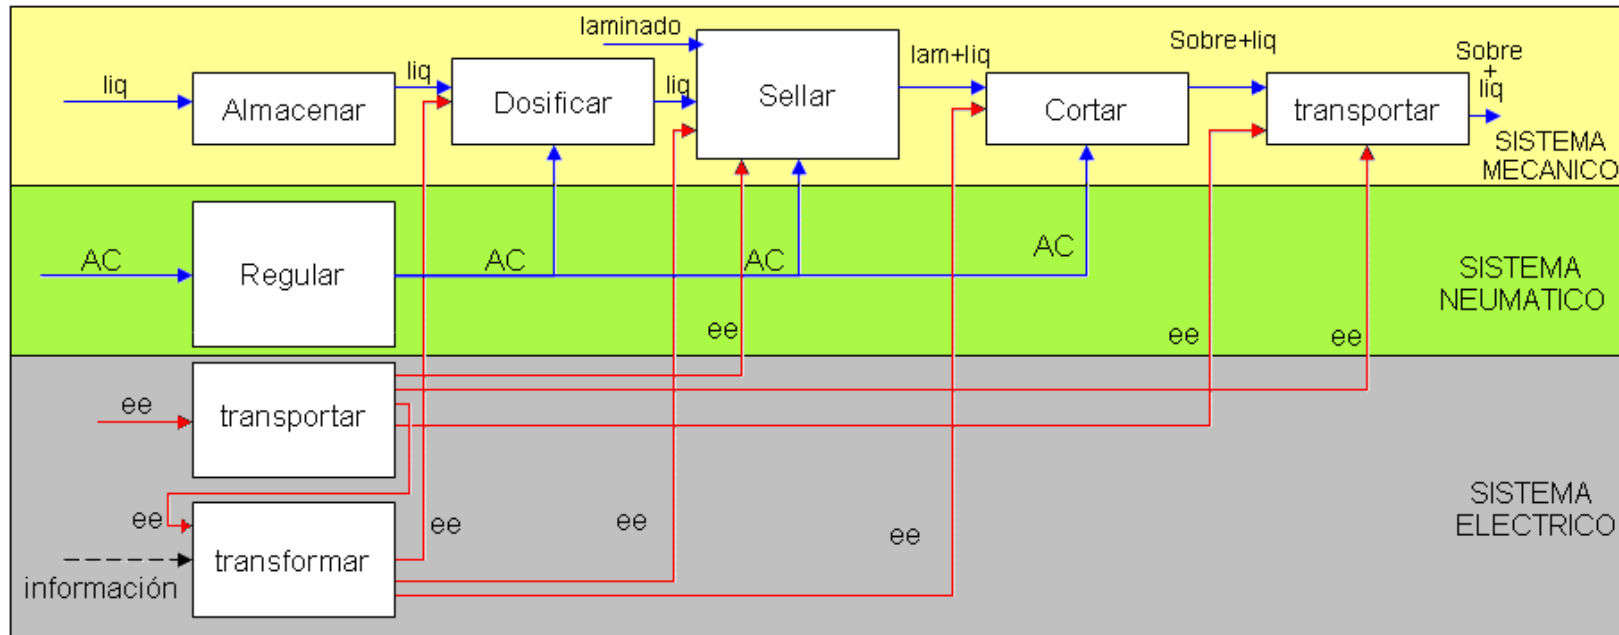 laminado
liq
Almacenar
liq
Dosificar
liq
Sellar
lam+liq
Cortar
Sobre+liq
transportar
Sobre
+
liq
SISTEMA
MECANICO
AC
Regular
AC
AC
AC
SISTEMA
NEUMATICO
ee
ee
ee
ee
transportar
ee
transformar
información
ee
ee
ee
SISTEMA
ELECTRICO